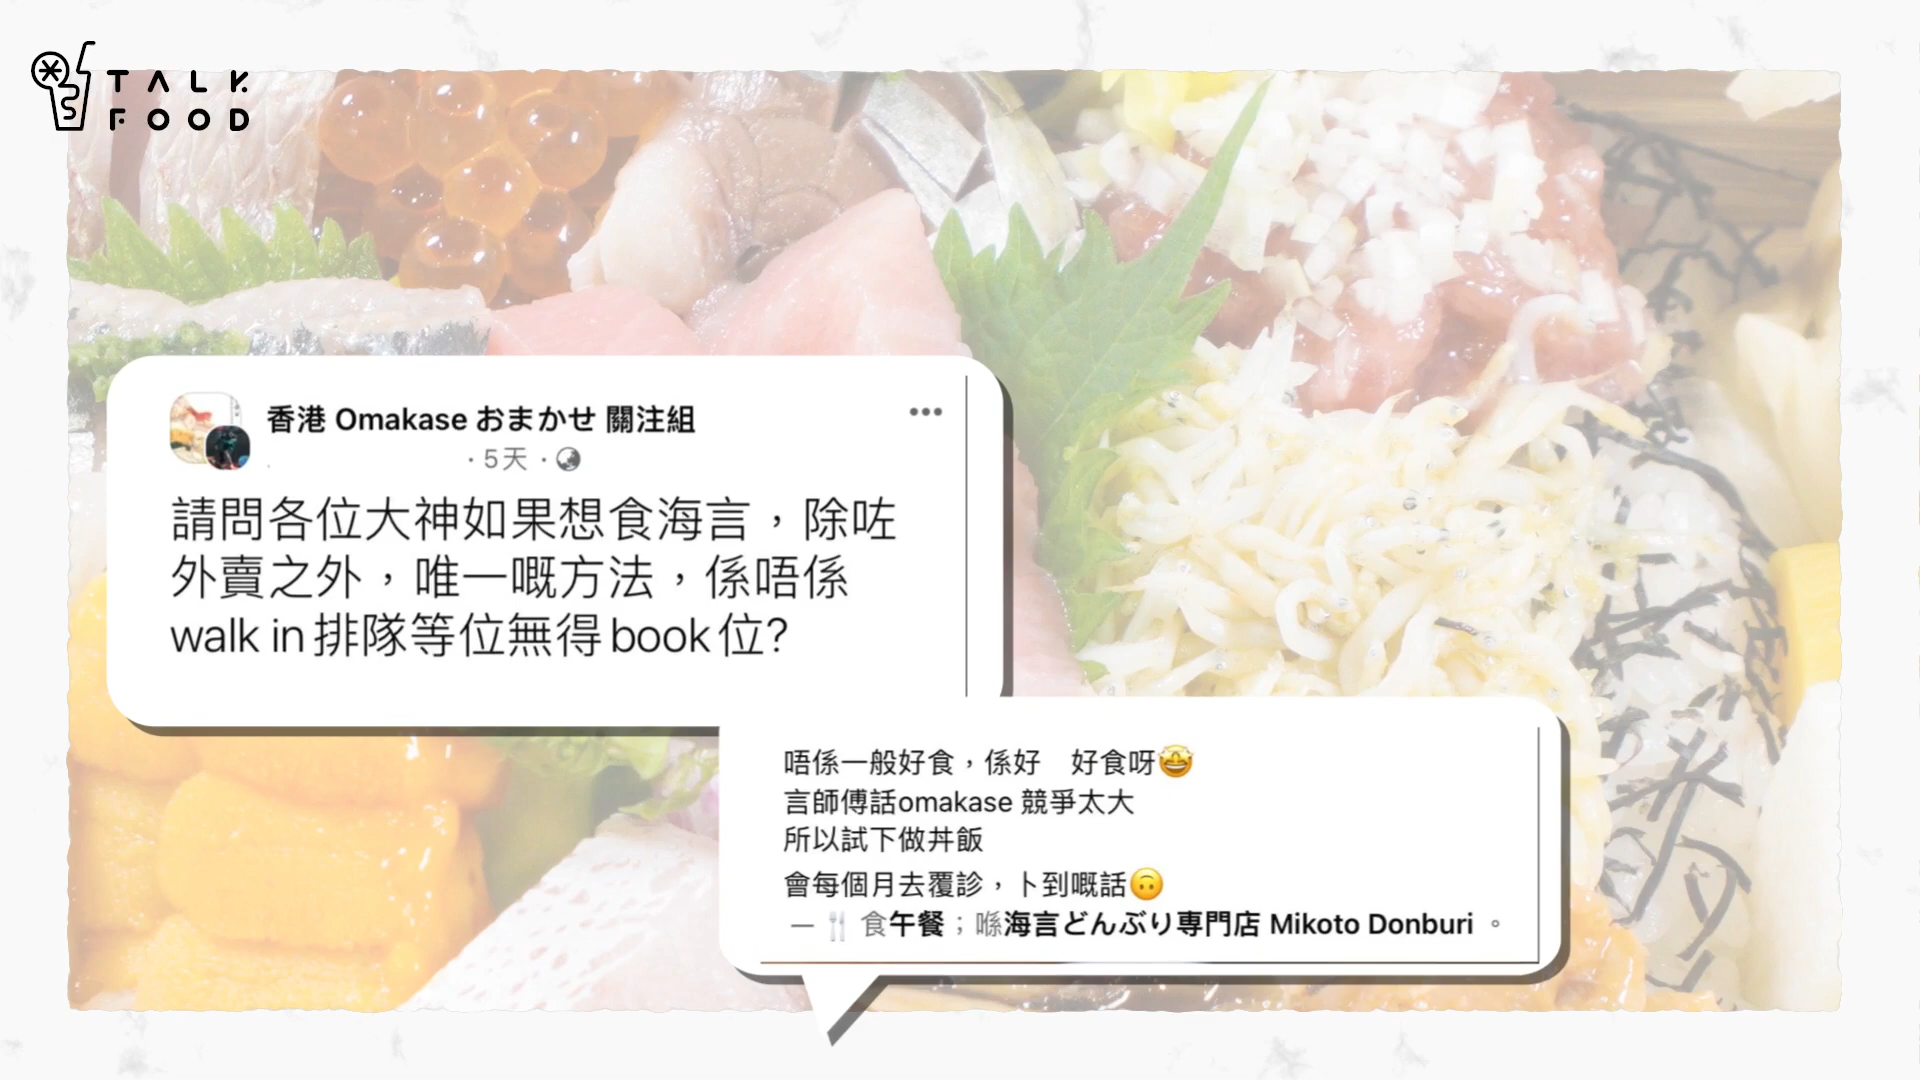 TALK
FOOD
香港 Omakase おまかせ 關注組
· 5天 ·
請問各位大神如果想食海言，除咗
外賣之外，唯一嘅方法，係唔係
walk in 排隊等位無得book位?
唔係一般好食，係好　好食呀🤩
言師傅話omakase 競爭太大
所以試下做丼飯
會每個月去覆診，卜到嘅話🙃
— 🍴 食午餐；喺海言どんぶり専門店 Mikoto Donburi 。